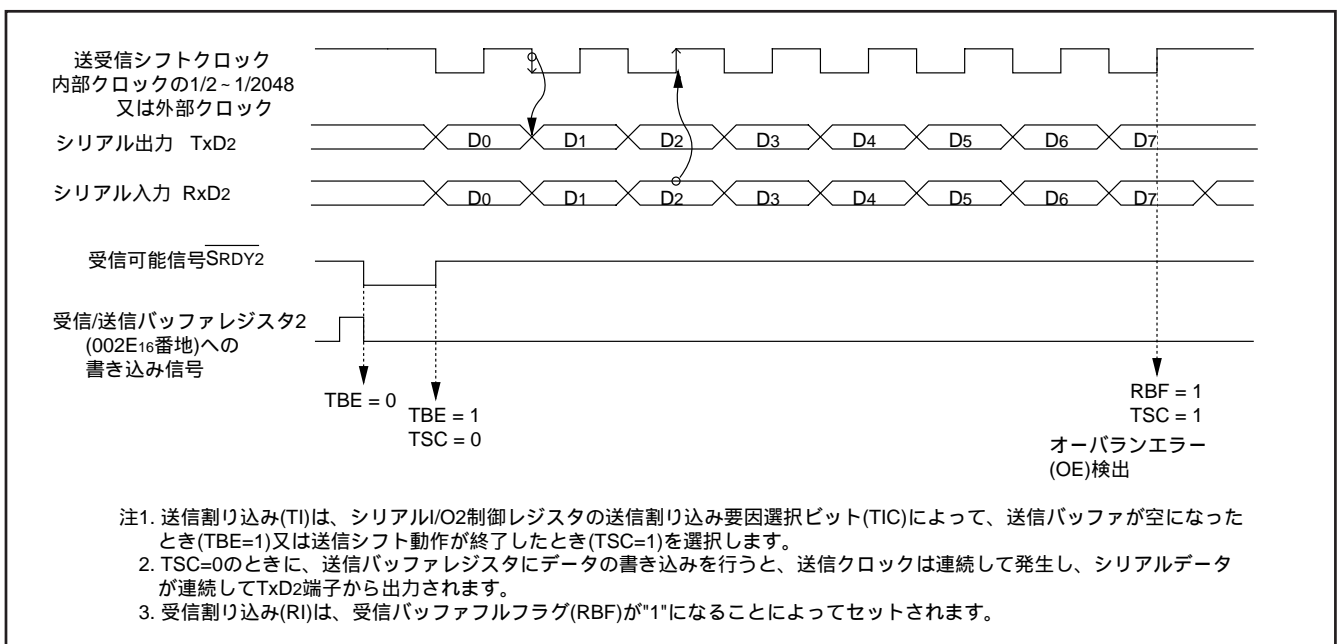 送受信シフトクロック
内部クロックの1/2~1/2048
又は外部クロック
シリアル出力 TxD2
D0 D1 D2 D3 D4 D5 D6 D7
シリアル入力 RxD2
D0 D1 D2 D3 D4 D5 D6 D7
受信可能信号SRDY2
受信/送信バッファレジスタ2
(002E16番地)への
書き込み信号
TBE = 0
TBE = 1
TSC = 0
RBF = 1
TSC = 1
オーバランエラー
(OE)検出
注1. 送信割り込み(TI)は、シリアルI/O2制御レジスタの送信割り込み要因選択ビット(TIC)によって、送信バッファが空になった
とき(TBE=1)又は送信シフト動作が終了したとき(TSC=1)を選択します。
2. TSC=0のときに、送信バッファレジスタにデータの書き込みを行うと、送信クロックは連続して発生し、シリアルデータ
が連続してTxD2端子から出力されます。
3. 受信割り込み(RI)は、受信バッファフルフラグ(RBF)が"1"になることによってセットされます。